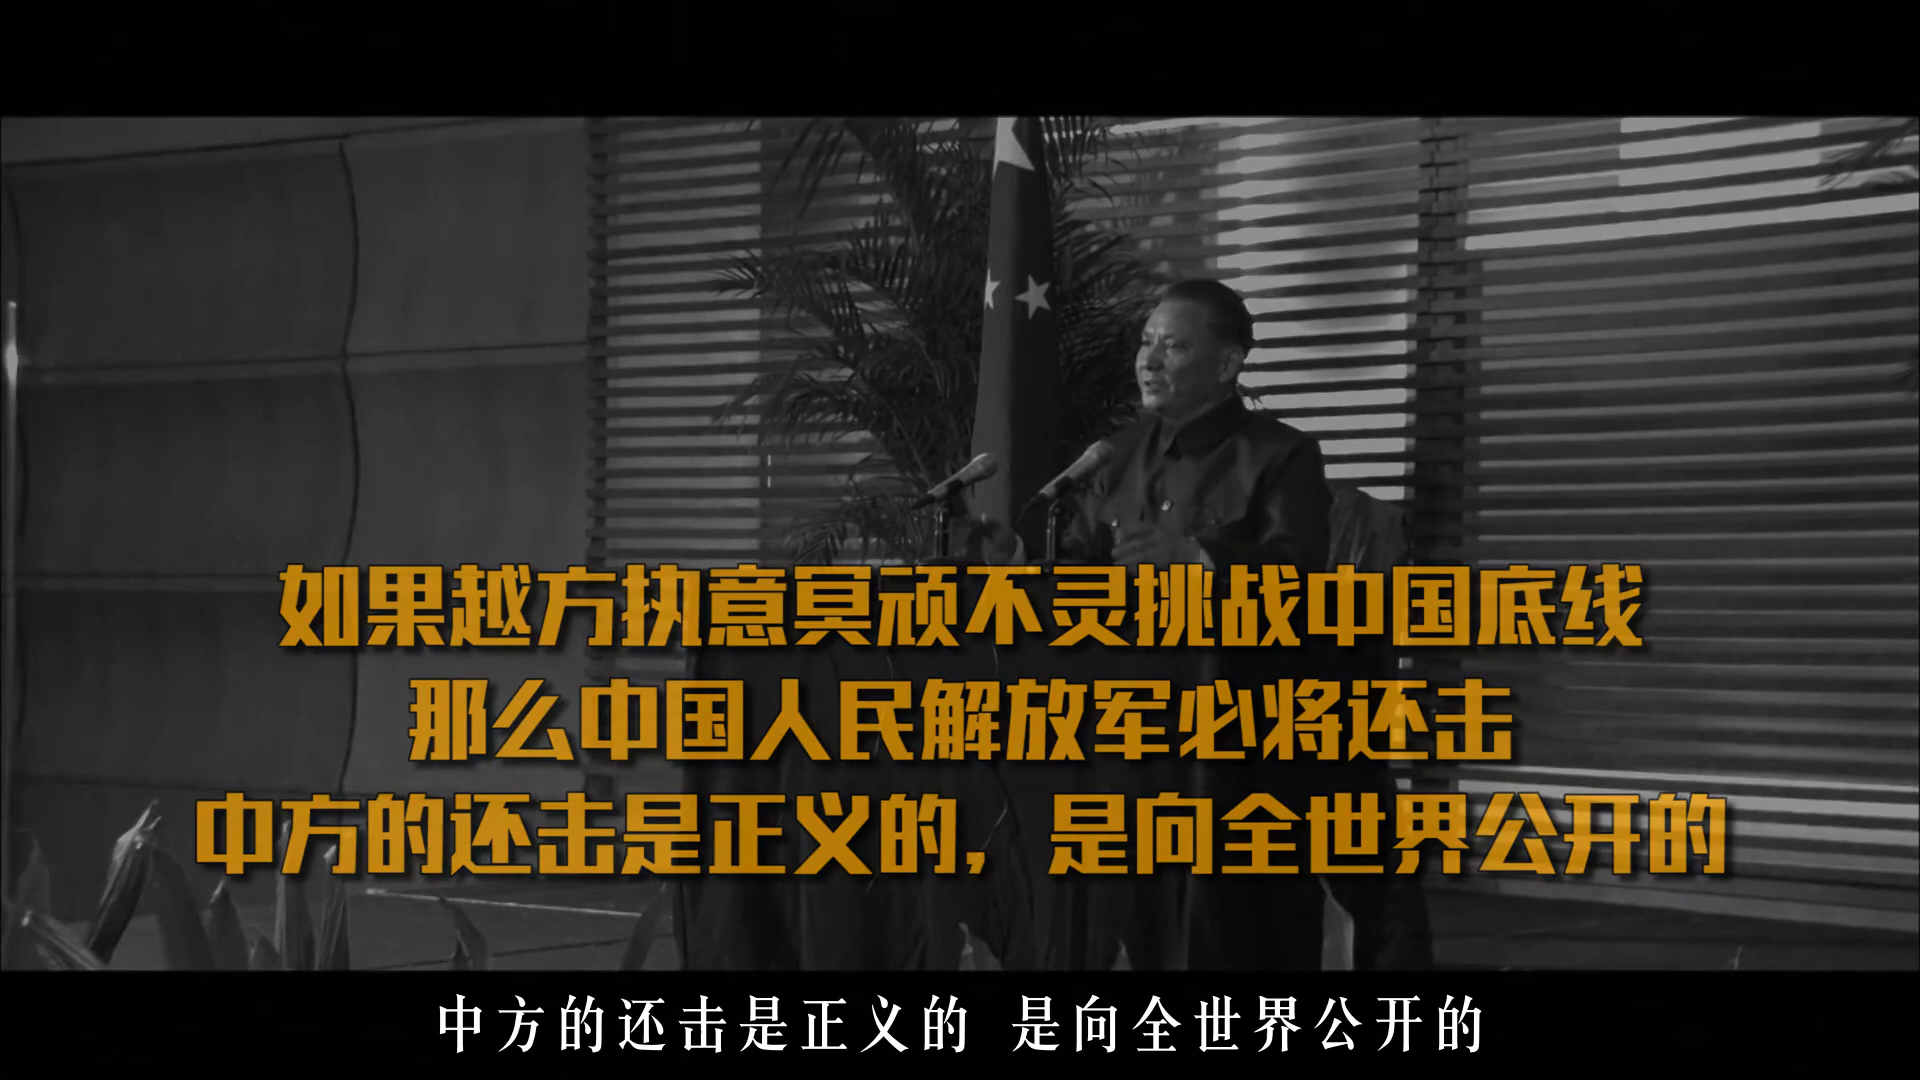 如果越方执意冥顽不灵挑战中国底线
那么中国人民解放军必将还击
中方的还击是正义的，是向全世界公开的
中方的还击是正义的 是向全世界公开的